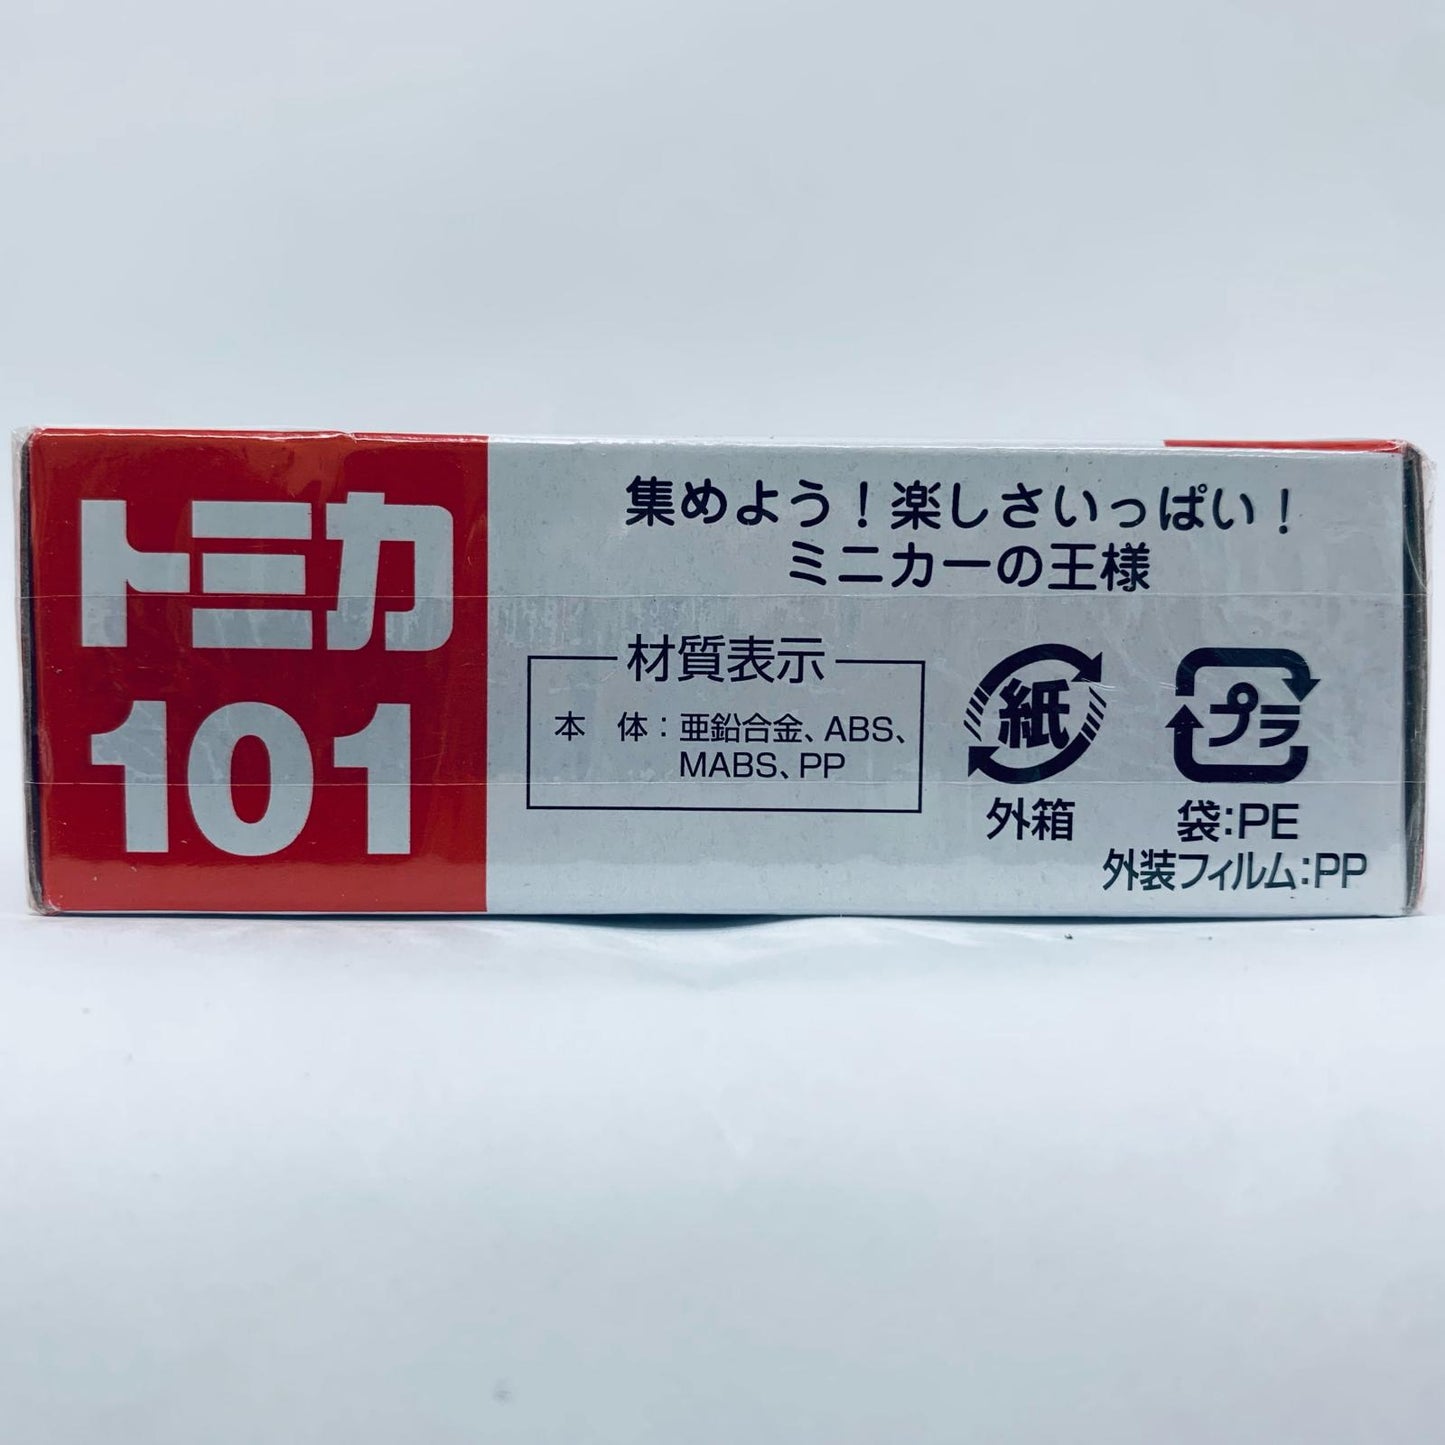 トミカ
101
集めよう！楽しさいっぱい！
ミニカーの王様
材質表示
本　体：亜鉛合金、ABS、
MABS、PP
紙
外箱
プラ
袋:PE
外装フィルム:PP